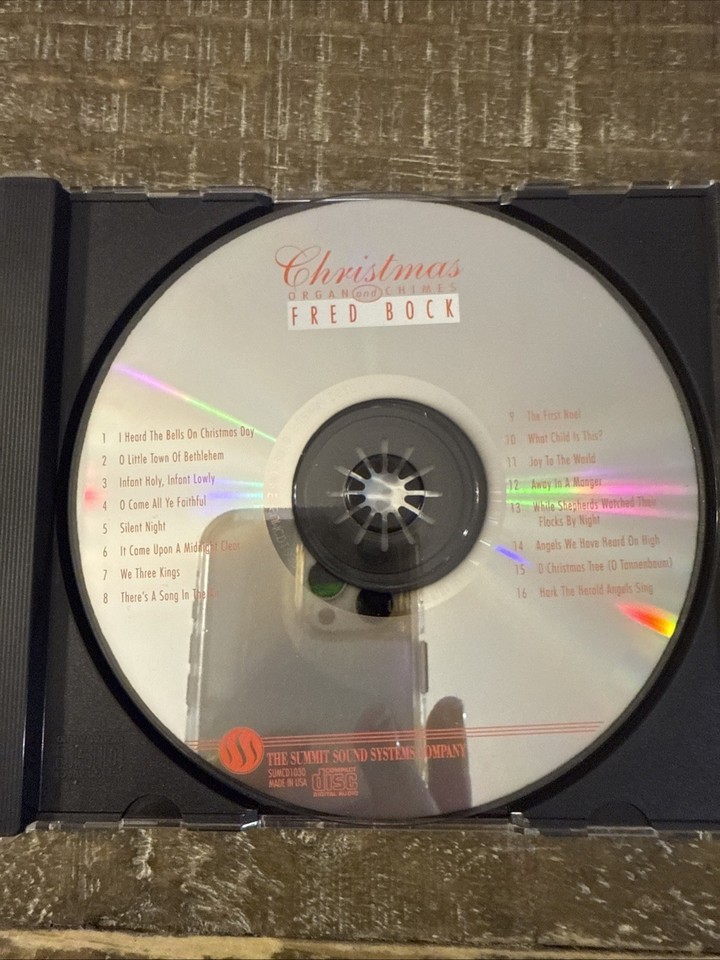 Christmas
ORGAN and CHIMES
FRED BOCK
1 I Heard The Bells On Christmas Day
2 O Little Town Of Bethlehem
3 Infant Holy, Infant Lowly
4 O Come All Ye Faithful
5 Silent Night
6 It Came Upon A Midnight Clear
7 We Three Kings
8 There's A Song In The
9 The First Noel
10 What Child Is This?
11 Joy To The World
12 Away In A Manger
13 While Shepherds Watched Their
Flocks By Night
14 Angels We Have Heard On High
15 O Christmas Tree (O Tannenbaum)
16 Hark The Herald Angels Sing
THE SUMMIT SOUND SYSTEMS COMPANY
SUMCD1030
MADE IN USA
COMPACT
disc
DIGITAL AUDIO